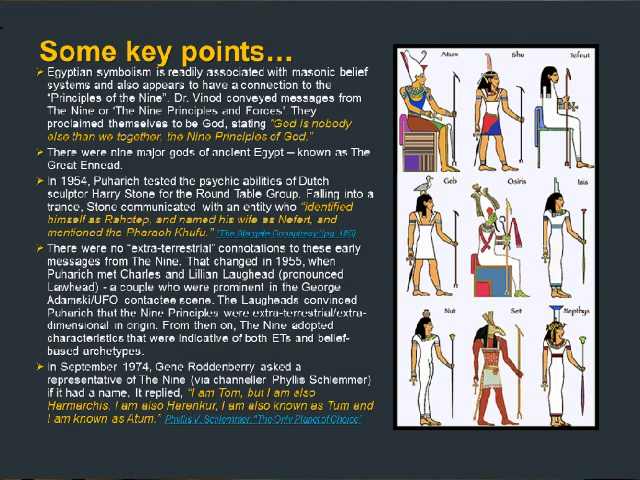 Some key points…
Egyptian symbolism is readily associated with masonic belief
systems and also appears to have a connection to the
"Principles of the Nine". Dr. Vinod conveyed messages from
The Nine or 'The Nine Principles and Forces'. They
proclaimed themselves to be God, stating "God is nobody
else than we together, the Nine Principles of God."
There were nine major gods of ancient Egypt – known as The
Great Ennead.
In 1954, Puharich tested the psychic abilities of Dutch
sculptor Harry Stone for the Round Table Group. Falling into a
trance, Stone communicated with an entity who "identified
himself as Rahotep, and named his wife as Nefert, and
mentioned the Pharaoh Khufu." "The Stargate Conspiracy" (pg. 165)
There were no "extra-terrestrial" connotations to these early
messages from The Nine. That changed in 1955, when
Puharich met Charles and Lillian Laughead (pronounced
Lawhead) - a couple who were prominent in the George
Adamski/UFO contactee scene. The Laugheads convinced
Puharich that the Nine Principles were extra-terrestrial/extra-
dimensional in origin. From then on, The Nine adopted
characteristics that were indicative of both ETs and belief-
based archetypes.
In September 1974, Gene Roddenberry asked a
representative of The Nine (via channeller Phyllis Schlemmer)
if it had a name. It replied, "I am Tom, but I am also
Harmarchis, I am also Harenkur, I am also known as Tum and
I am known as Atum." Phyllis V. Schlemmer: "The Only Planet of Choice"
Atum Shu Tefnut
Geb Osiris Isis
Nut Set Nepthys